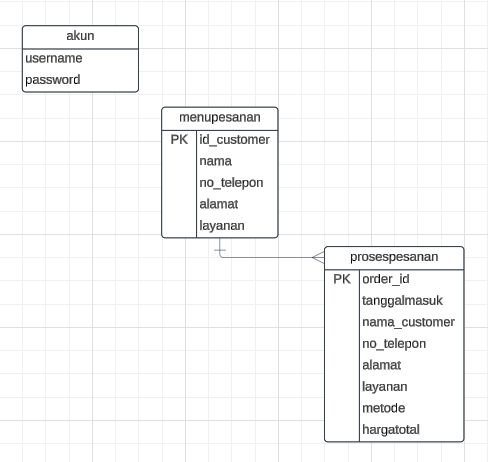 akun
username
password
menupesanan
PK id_customer
nama
no_telepon
alamat
layanan
prosespesanan
PK order_id
tanggalmasuk
nama_customer
no_telepon
alamat
layanan
metode
hargatotal